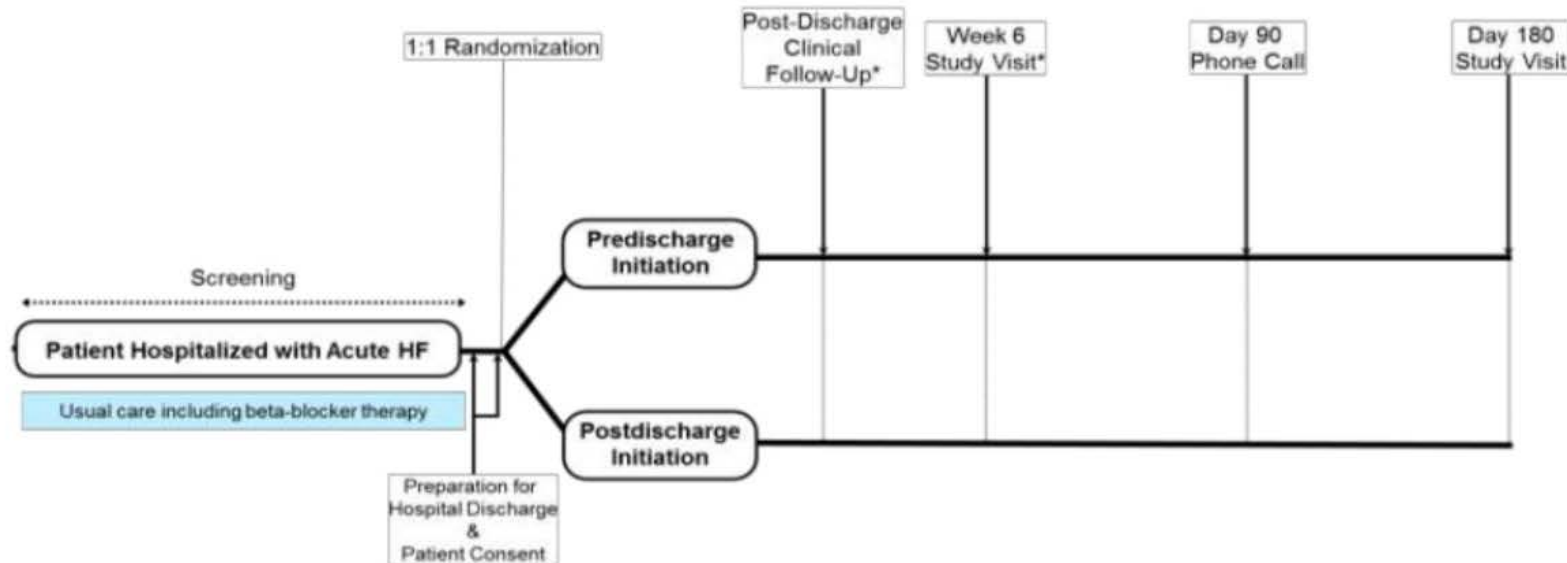 1:1 Randomization
Post-Discharge
Clinical
Follow-Up*
Week 6
Study Visit*
Day 90
Phone Call
Day 180
Study Visit
Predischarge
Initiation
Screening
Patient Hospitalized with Acute HF
Usual care including beta-blocker therapy
Postdischarge
Initiation
Preparation for
Hospital Discharge
&
Patient Consent